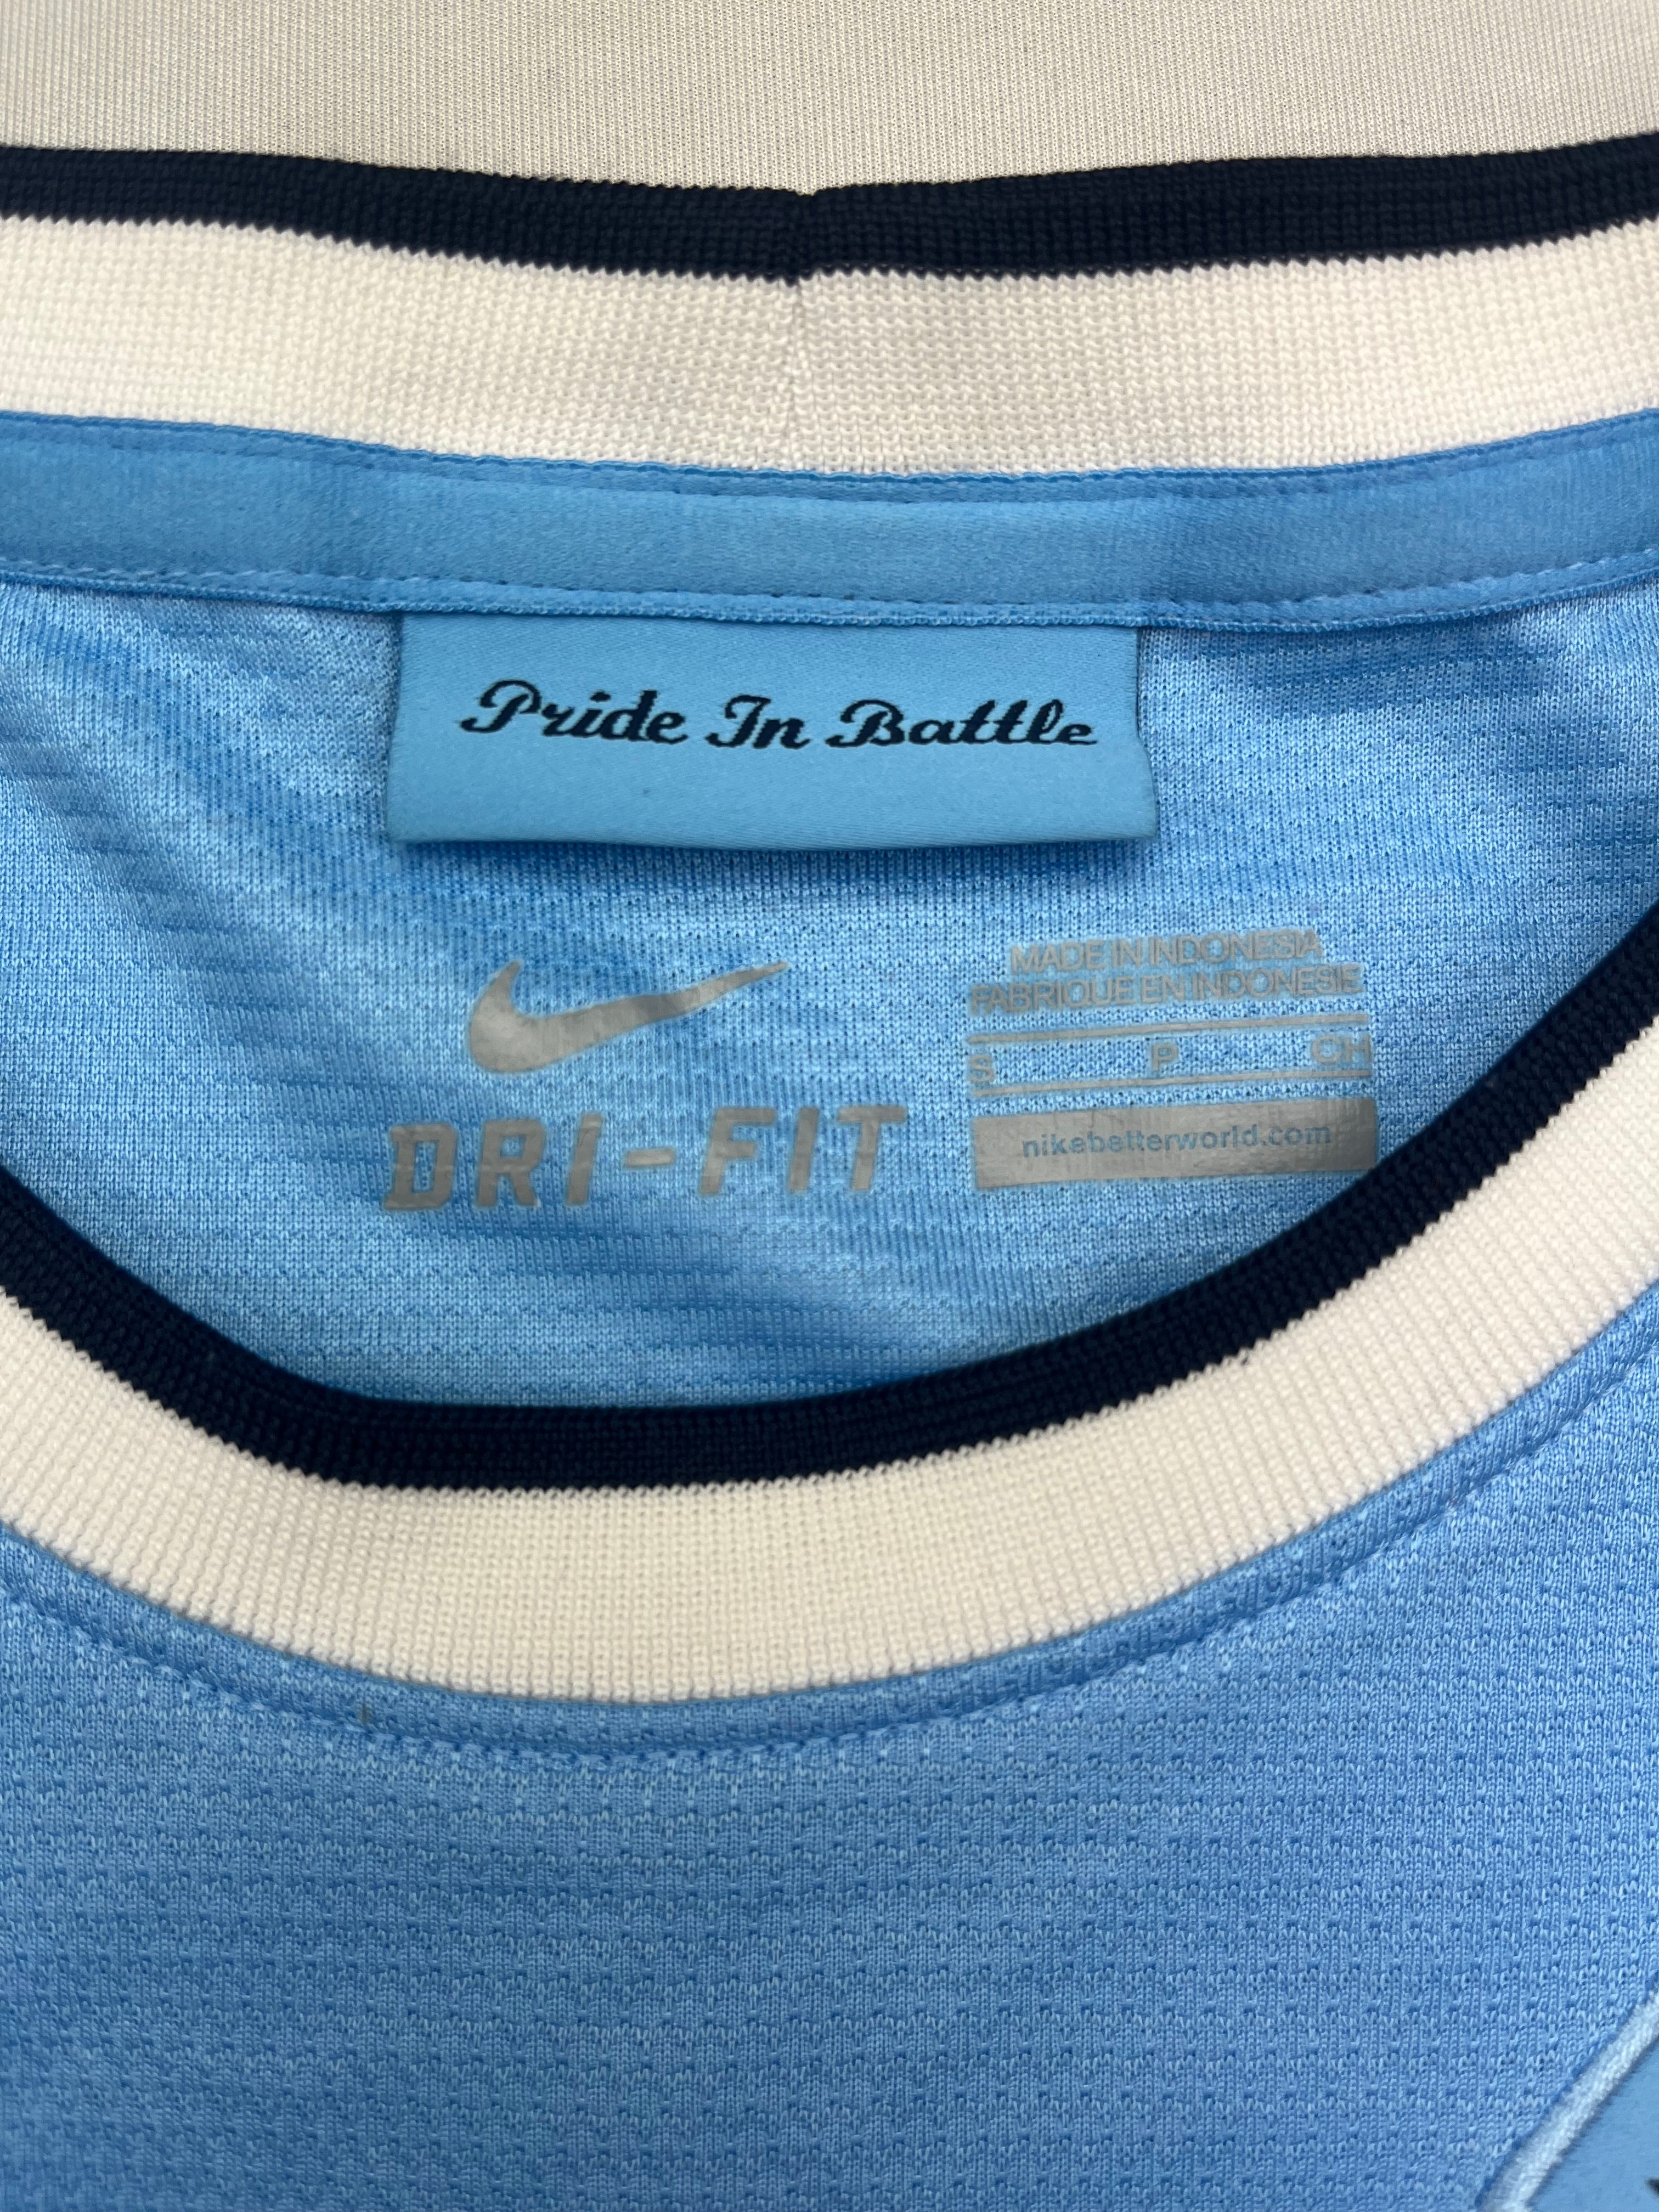 Pride In Battle
MADE IN INDONESIA
FABRIQUE EN INDONESIE
S P CH
nikebetterworld.com
DRI-FIT